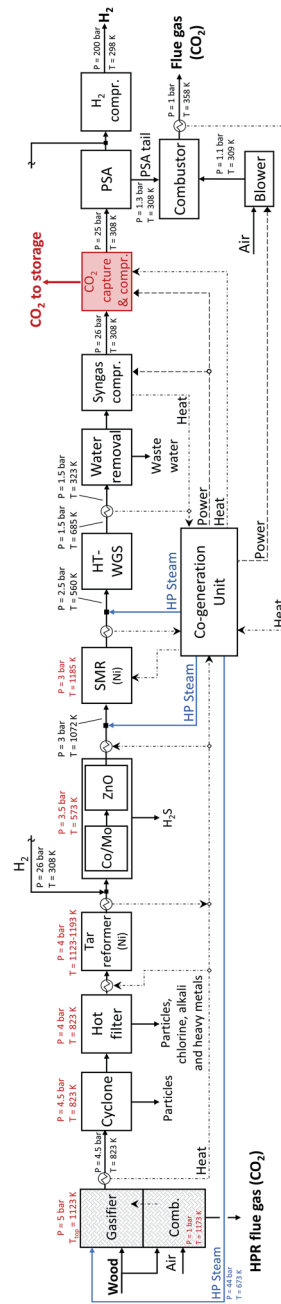 P = 5 bar
T_top = 1123 K
Gasifier
Comb.
P = 1 bar
T = 1173 K
Wood
Air
HP Steam
P = 44 bar
T = 673 K
HPR flue gas (CO₂)
P = 4.5 bar
T = 823 K
Heat
P = 4.5 bar
T = 823 K
Cyclone
Particles
P = 4 bar
T = 823 K
Hot
filter
Particles,
chlorine, alkali
and heavy metals
P = 4 bar
T = 1123-1193 K
Tar
reformer
(Ni)
H₂
P = 26 bar
T = 308 K
P = 3.5 bar
T = 573 K
Co/Mo
ZnO
H₂S
P = 3 bar
T = 1072 K
HP Steam
P = 3 bar
T = 1185 K
SMR
(Ni)
HP Steam
P = 2.5 bar
T = 560 K
HT-
WGS
P = 1.5 bar
T = 685 K
P = 1.5 bar
T = 323 K
Water
removal
Waste
water
Syngas
compr.
Heat
P = 26 bar
T = 308 K
CO₂ to storage
CO₂
capture
& compr.
P = 25 bar
T = 308 K
Co-generation
Unit
Power
Heat
Power
Heat
PSA
PSA tail
P = 1.3 bar
T = 308 K
H₂
compr.
P = 200 bar
T = 298 K
H₂
Combustor
P = 1 bar
T = 358 K
Flue gas
(CO₂)
P = 1.1 bar
T = 309 K
Air
Blower